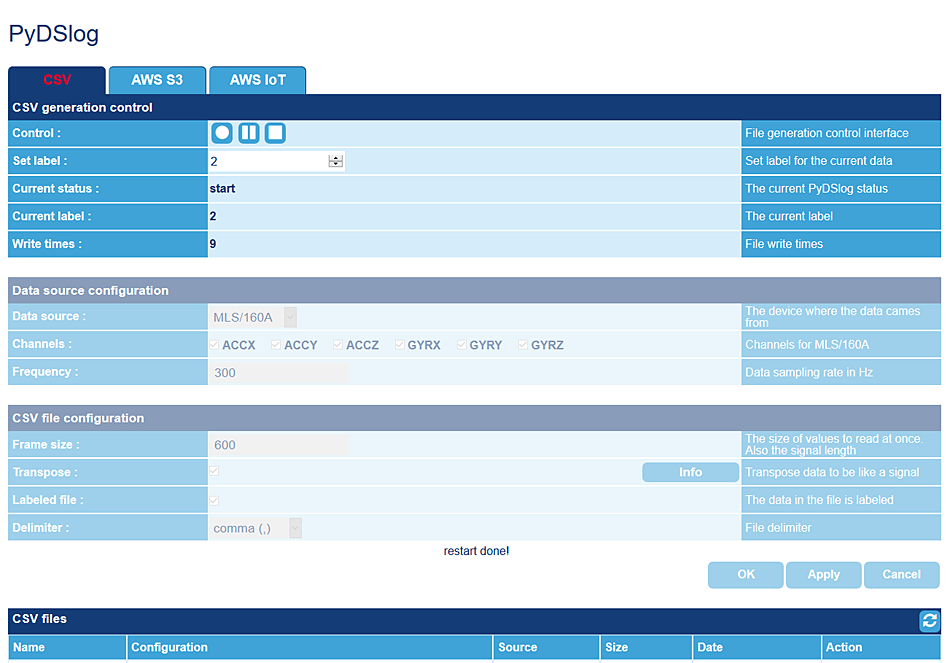 PyDSlog
CSV AWS S3 AWS IoT
CSV generation control
Control : File generation control interface
Set label : 2 Set label for the current data
Current status : start The current PyDSlog status
Current label : 2 The current label
Write times : 9 File write times
Data source configuration
Data source : MLS/160A The device where the data cames
from
Channels : ACCX ACCY ACCZ GYRX GYRY GYRZ Channels for MLS/160A
Frequency : 300 Data sampling rate in Hz
CSV file configuration
Frame size : 600 The size of values to read at once.
Also the signal length
Transpose : Info Transpose data to be like a signal
Labeled file : The data in the file is labeled
Delimiter : comma (,) File delimiter
restart done!
OK Apply Cancel
CSV files
Name Configuration Source Size Date Action